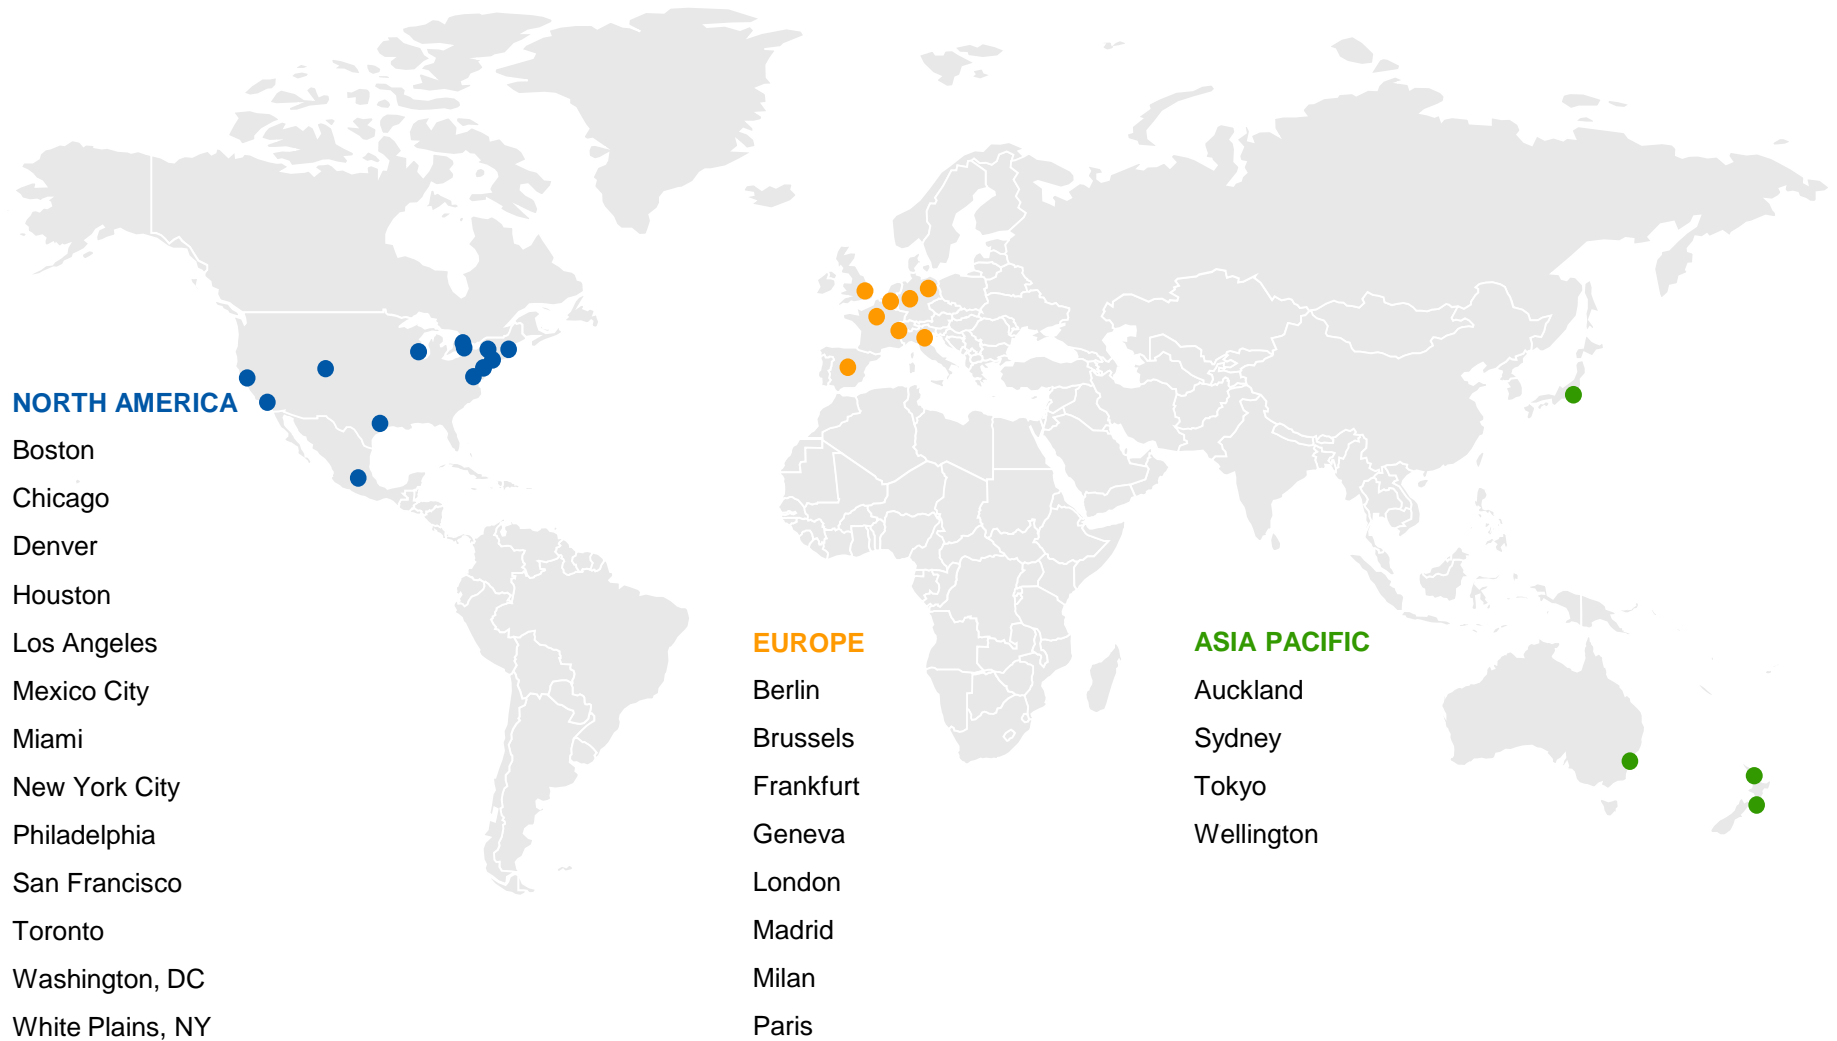 NORTH AMERICA
Boston
Chicago
Denver
Houston
Los Angeles
Mexico City
Miami
New York City
Philadelphia
San Francisco
Toronto
Washington, DC
White Plains, NY
EUROPE
Berlin
Brussels
Frankfurt
Geneva
London
Madrid
Milan
Paris
ASIA PACIFIC
Auckland
Sydney
Tokyo
Wellington